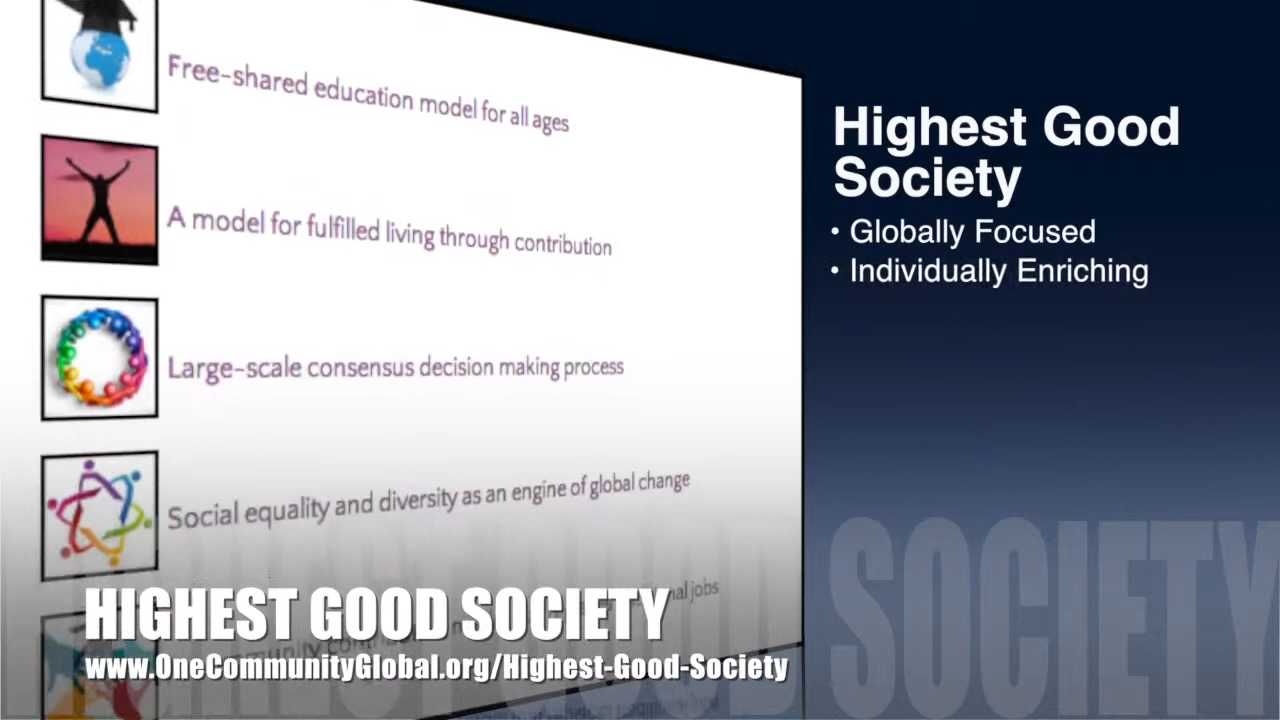 Free-shared education model for all ages
A model for fulfilled living through contribution
Large-scale consensus decision making process
Social equality and diversity as an engine of global change
jobs
Highest Good
Society
• Globally Focused
• Individually Enriching
HIGHEST GOOD SOCIETY
www.OneCommunityGlobal.org/Highest-Good-Society
GOOD SOCIETY